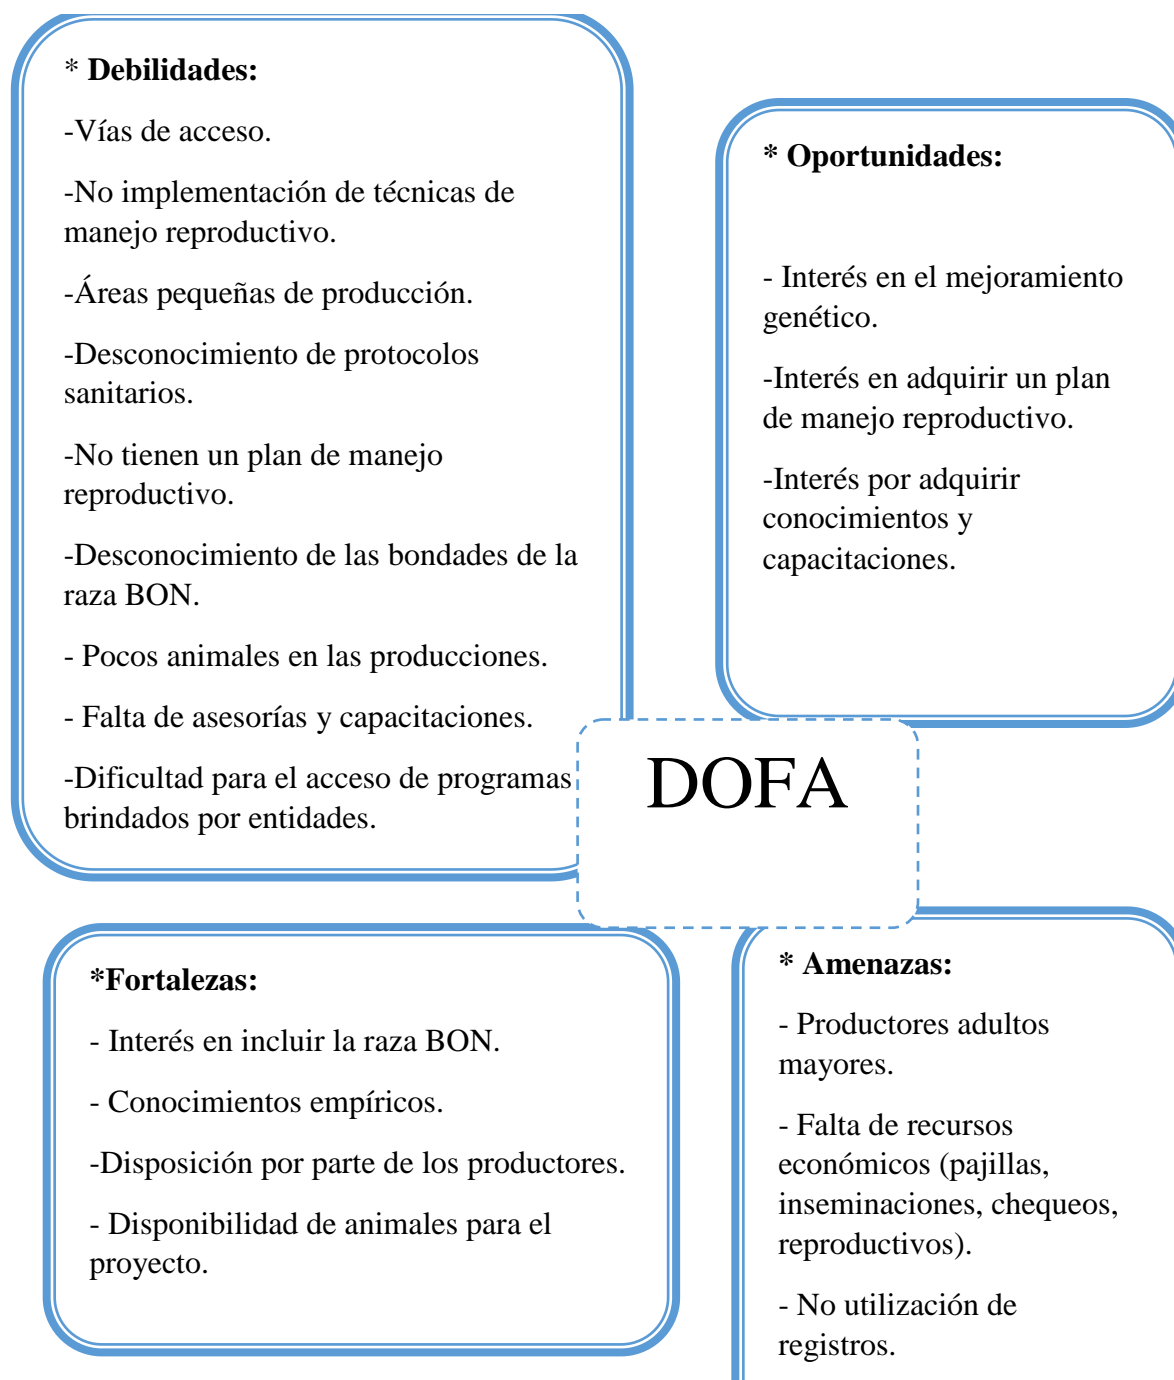 * Debilidades:
-Vías de acceso.
-No implementación de técnicas de
manejo reproductivo.
-Áreas pequeñas de producción.
-Desconocimiento de protocolos
sanitarios.
-No tienen un plan de manejo
reproductivo.
-Desconocimiento de las bondades de la
raza BON.
- Pocos animales en las producciones.
- Falta de asesorías y capacitaciones.
-Dificultad para el acceso de programas
brindados por entidades.
* Oportunidades:
- Interés en el mejoramiento
genético.
-Interés en adquirir un plan
de manejo reproductivo.
-Interés por adquirir
conocimientos y
capacitaciones.
DOFA
*Fortalezas:
- Interés en incluir la raza BON.
- Conocimientos empíricos.
-Disposición por parte de los productores.
- Disponibilidad de animales para el
proyecto.
* Amenazas:
- Productores adultos
mayores.
- Falta de recursos
económicos (pajillas,
inseminaciones, chequeos,
reproductivos).
- No utilización de
registros.